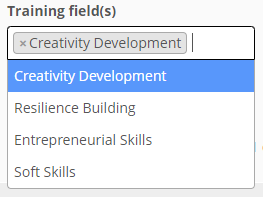 Training field(s)
× Creativity Development
Creativity Development
Resilience Building
Entrepreneurial Skills
Soft Skills